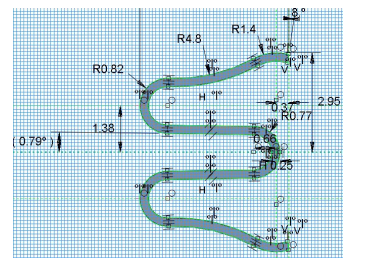 8°
R1.4
R4.8
R0.82
V
2.95
H
0.37
R0.77
1.38
0.66
( 0.79° )
0.25
H
V